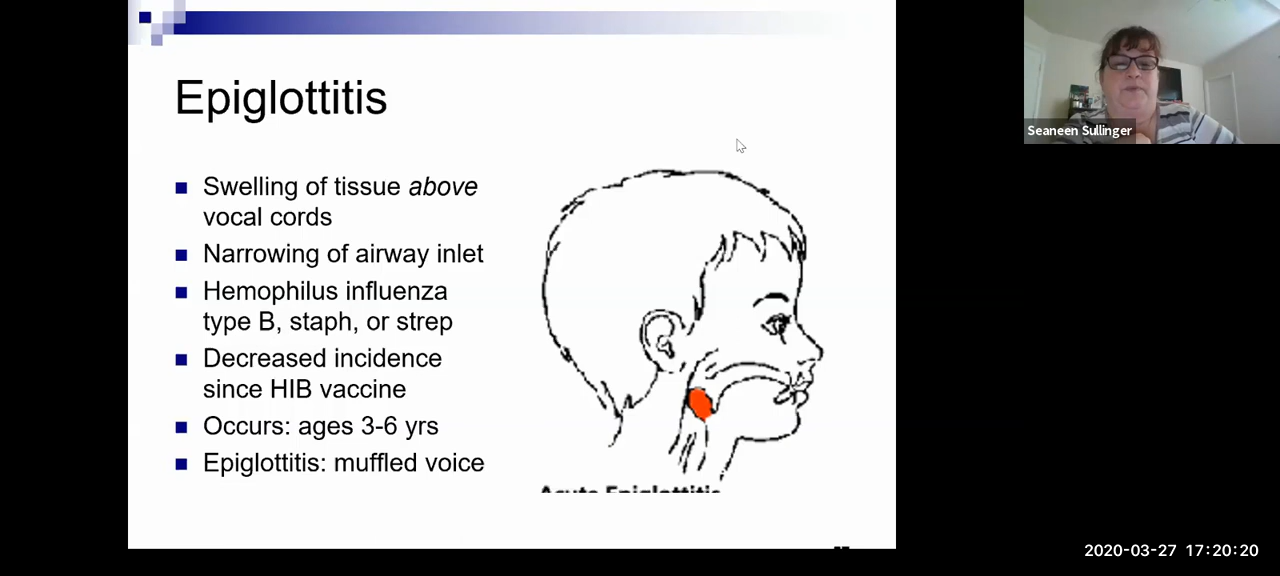 Epiglottitis
Swelling of tissue above
vocal cords
Narrowing of airway inlet
Hemophilus influenza
type B, staph, or strep
Decreased incidence
since HIB vaccine
Occurs: ages 3-6 yrs
Epiglottitis: muffled voice
Acute Epiglottitis
Seaneen Sullinger
2020-03-27 17:20:20